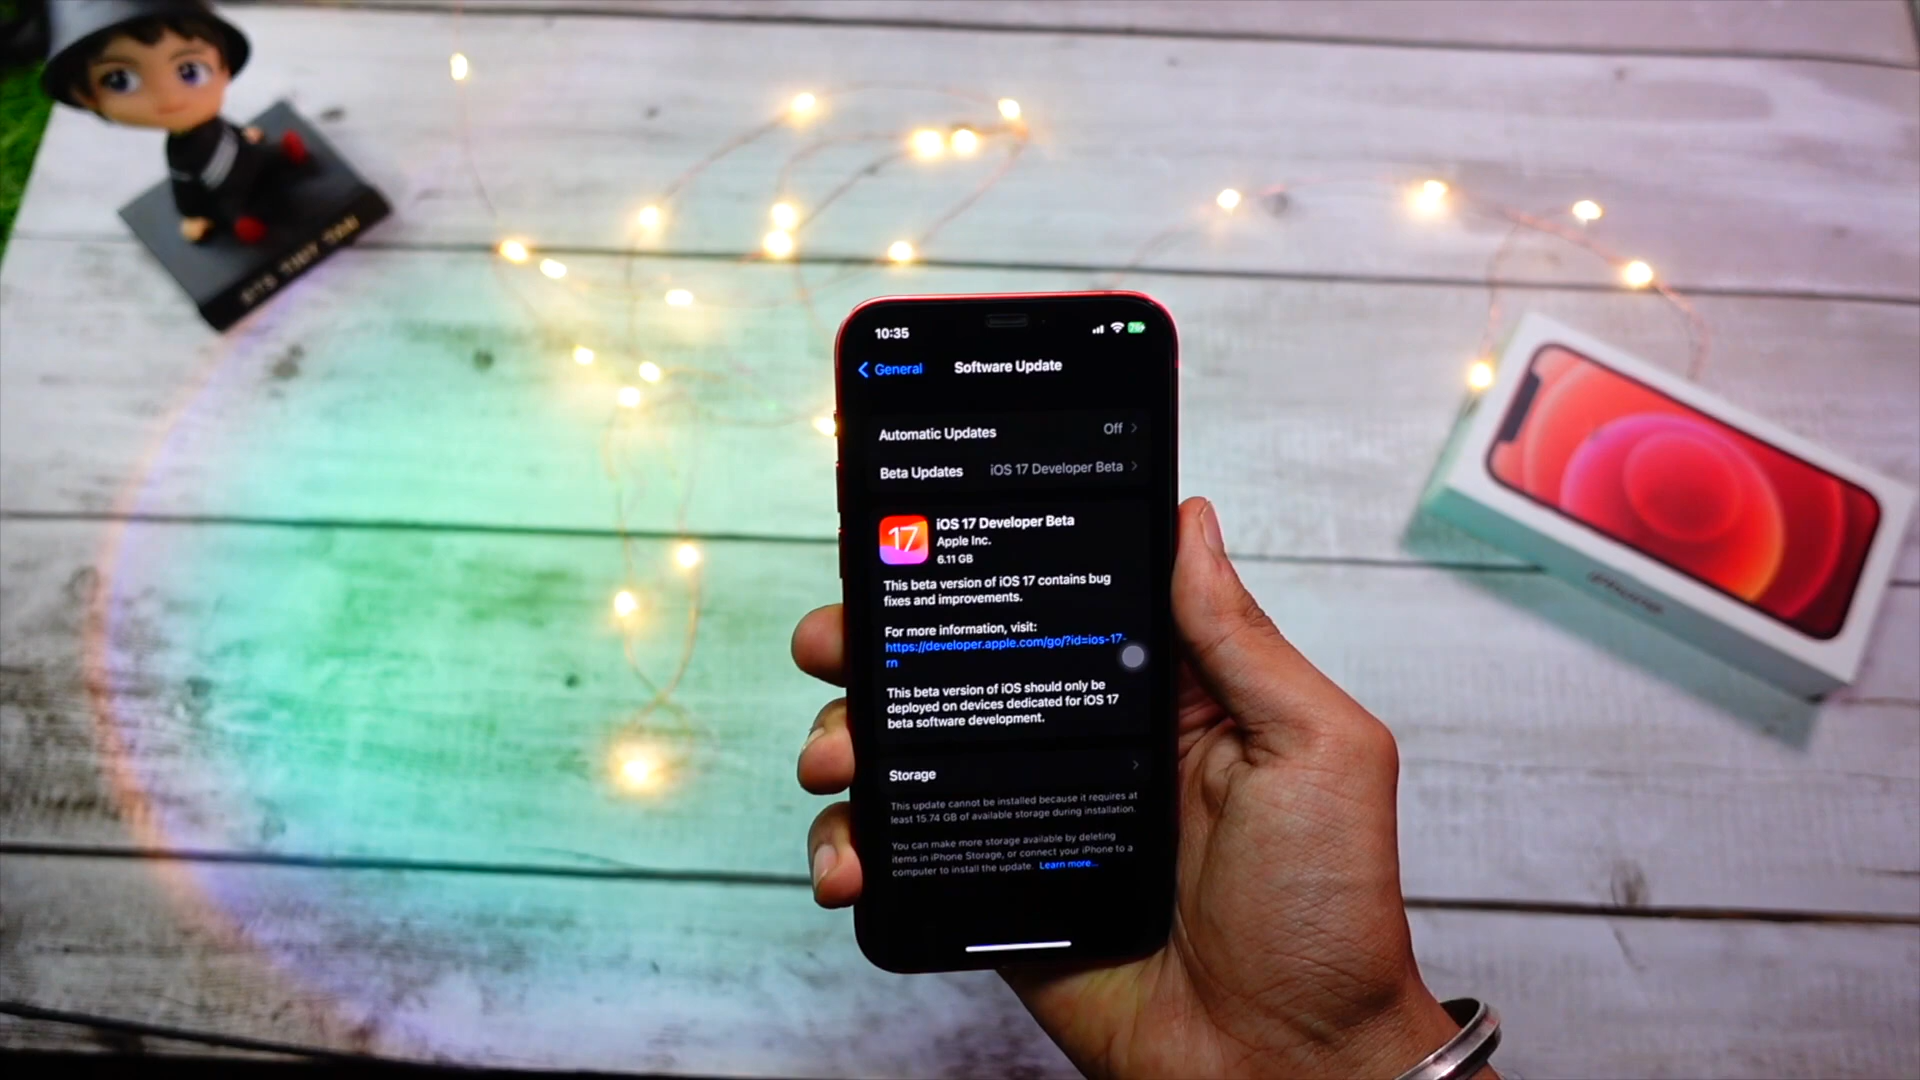 BTS TINY TAN
10:35
General
Software Update
Automatic Updates Off
Beta Updates iOS 17 Developer Beta
17
iOS 17 Developer Beta
Apple Inc.
6.11 GB
This beta version of iOS 17 contains bug
fixes and improvements.
For more information, visit:
https://developer.apple.com/go/?id=ios-17-
rn
This beta version of iOS should only be
deployed on devices dedicated for iOS 17
beta software development.
Storage
This update cannot be installed because it requires at
least 15.74 GB of available storage during installation.
You can make more storage available by deleting
items in iPhone Storage, or connect your iPhone to a
computer to install the update. Learn more...
iPhone